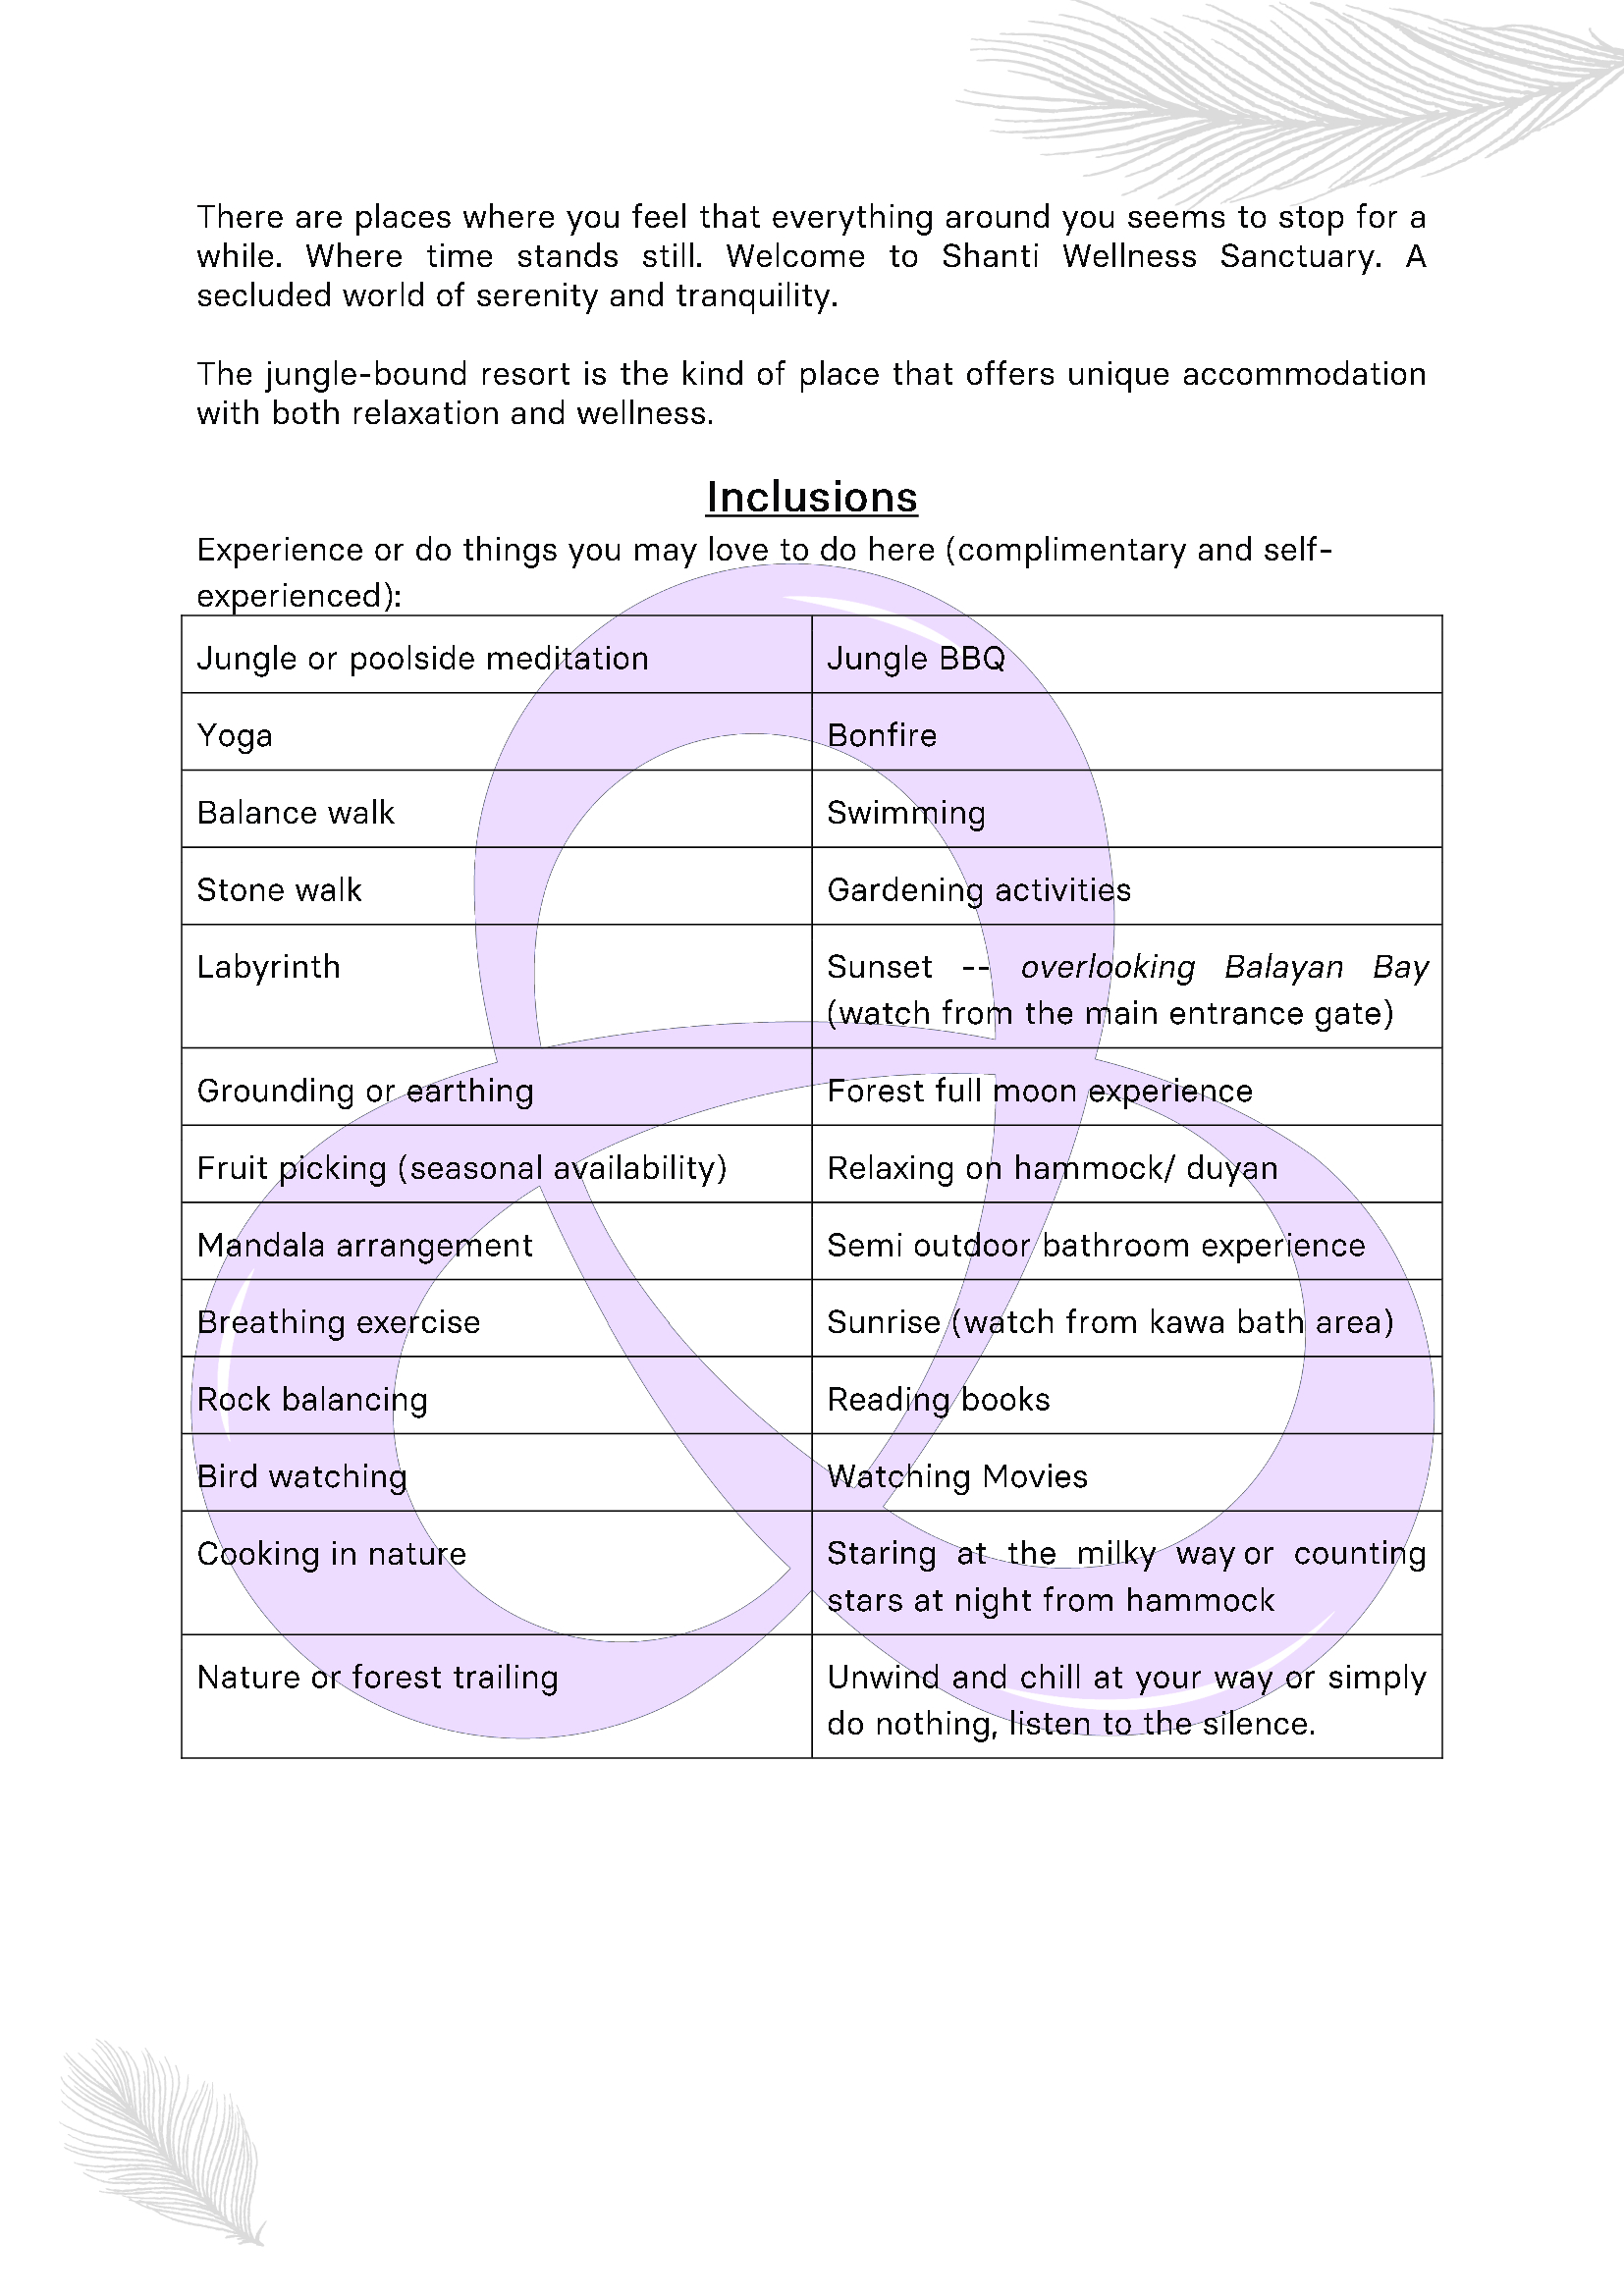 There are places where you feel that everything around you seems to stop for a
while. Where time stands still. Welcome to Shanti Wellness Sanctuary. A
secluded world of serenity and tranquility.
The jungle-bound resort is the kind of place that offers unique accommodation
with both relaxation and wellness.
Inclusions
Experience or do things you may love to do here (complimentary and self-
experienced):
Jungle or poolside meditation
Jungle BBQ
Yoga
Bonfire
Balance walk
Swimming
Stone walk
Gardening activities
Labyrinth
Sunset -- overlooking Balayan Bay
(watch from the main entrance gate)
Grounding or earthing
Forest full moon experience
Fruit picking (seasonal availability)
Relaxing on hammock/ duyan
Mandala arrangement
Semi outdoor bathroom experience
Breathing exercise
Sunrise (watch from kawa bath area)
Rock balancing
Reading books
Bird watching
Watching Movies
Cooking in nature
Staring at the milky way or counting
stars at night from hammock
Nature or forest trailing
Unwind and chill at your way or simply
do nothing, listen to the silence.